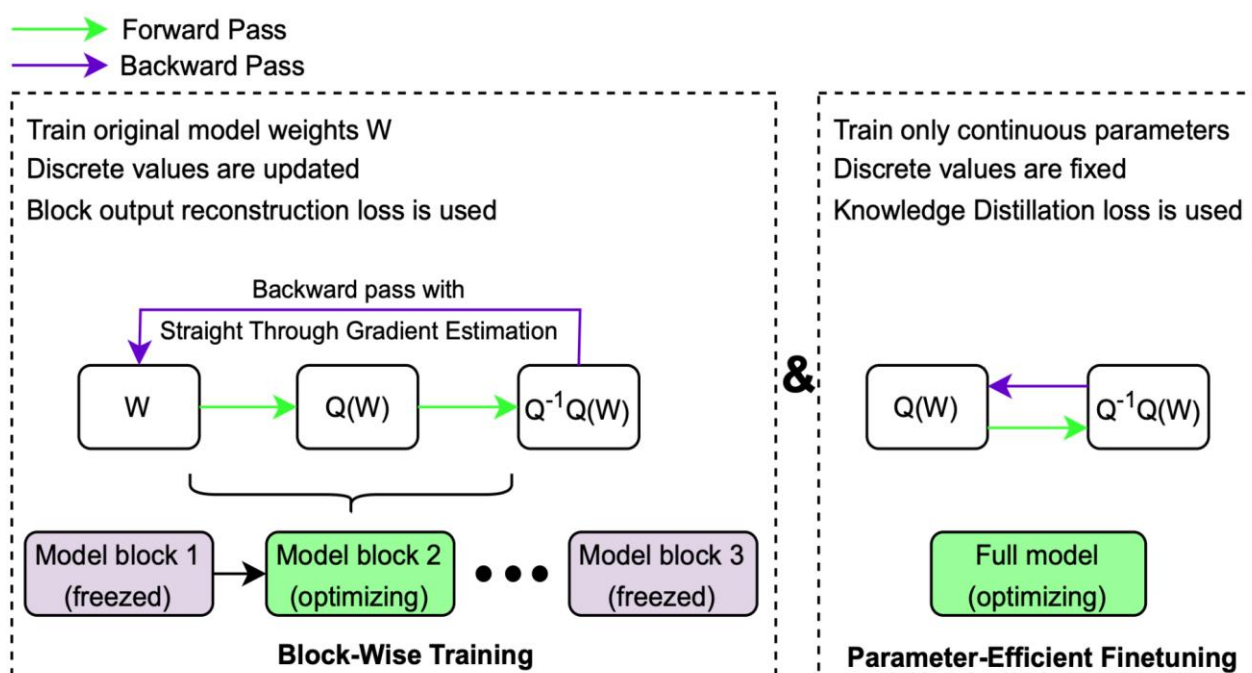 Forward Pass
Backward Pass
Train original model weights W
Discrete values are updated
Block output reconstruction loss is used
Backward pass with
Straight Through Gradient Estimation
W
Q(W)
Q⁻¹Q(W)
Model block 1
(freezed)
Model block 2
(optimizing)
Model block 3
(freezed)
Block-Wise Training
&
Train only continuous parameters
Discrete values are fixed
Knowledge Distillation loss is used
Q(W)
Q⁻¹Q(W)
Full model
(optimizing)
Parameter-Efficient Finetuning